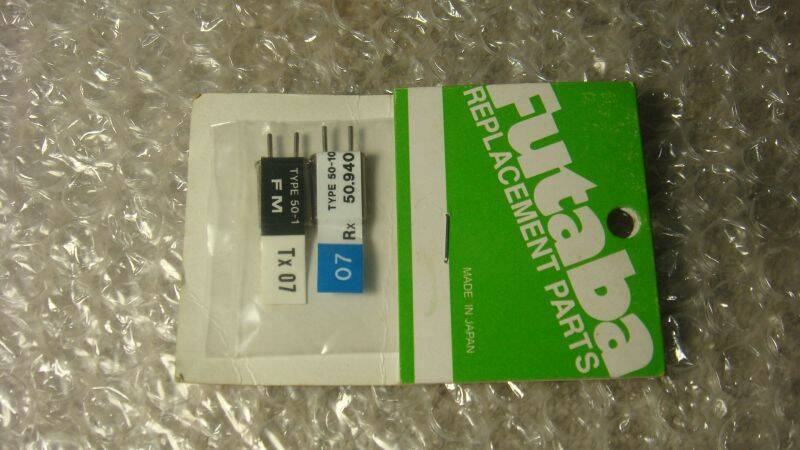 Futaba
REPLACEMENT PARTS
MADE IN JAPAN
TYPE 50-1
FM
Tx 07
TYPE 50-10
50.940
Rx
07